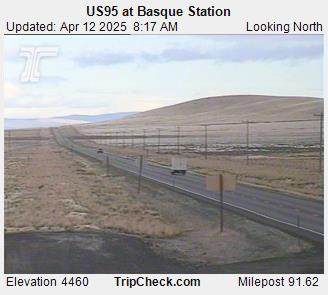 US95 at Basque Station
Updated: Apr 12 2025 8:17 AM Looking North
Elevation 4460 TripCheck.com Milepost 91.62